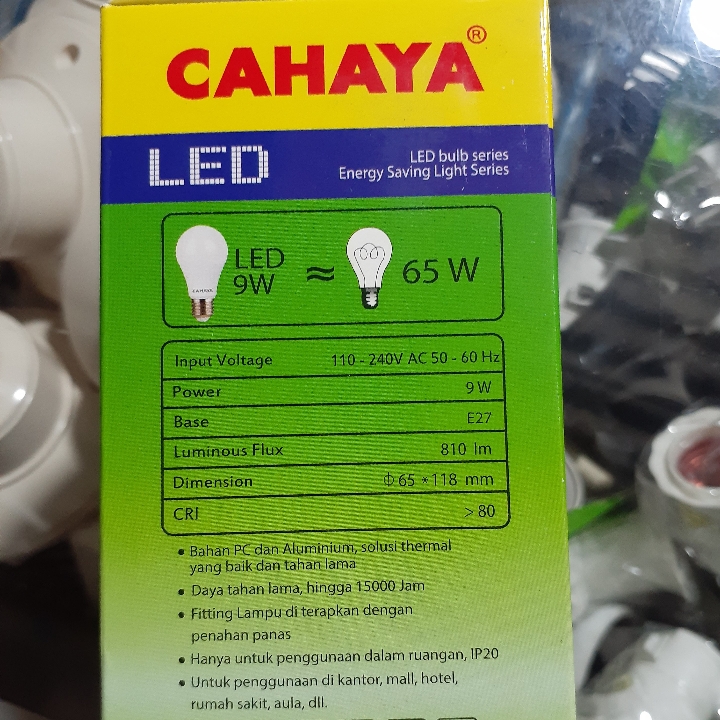 CAHAYA®
LED
LED bulb series
Energy Saving Light Series
LED
9W
CAHAYA
≈
65 W
Input Voltage 110 - 240V AC 50 - 60 Hz
Power 9 W
Base E27
Luminous Flux 810 lm
Dimension Φ 65 * 118 mm
CRI > 80
• Bahan PC dan Aluminium, solusi thermal
yang baik dan tahan lama
• Daya tahan lama, hingga 15000 Jam
• Fitting Lampu di terapkan dengan
penahan panas
• Hanya untuk penggunaan dalam ruangan, IP20
• Untuk penggunaan di kantor, mall, hotel,
rumah sakit, aula, dll.